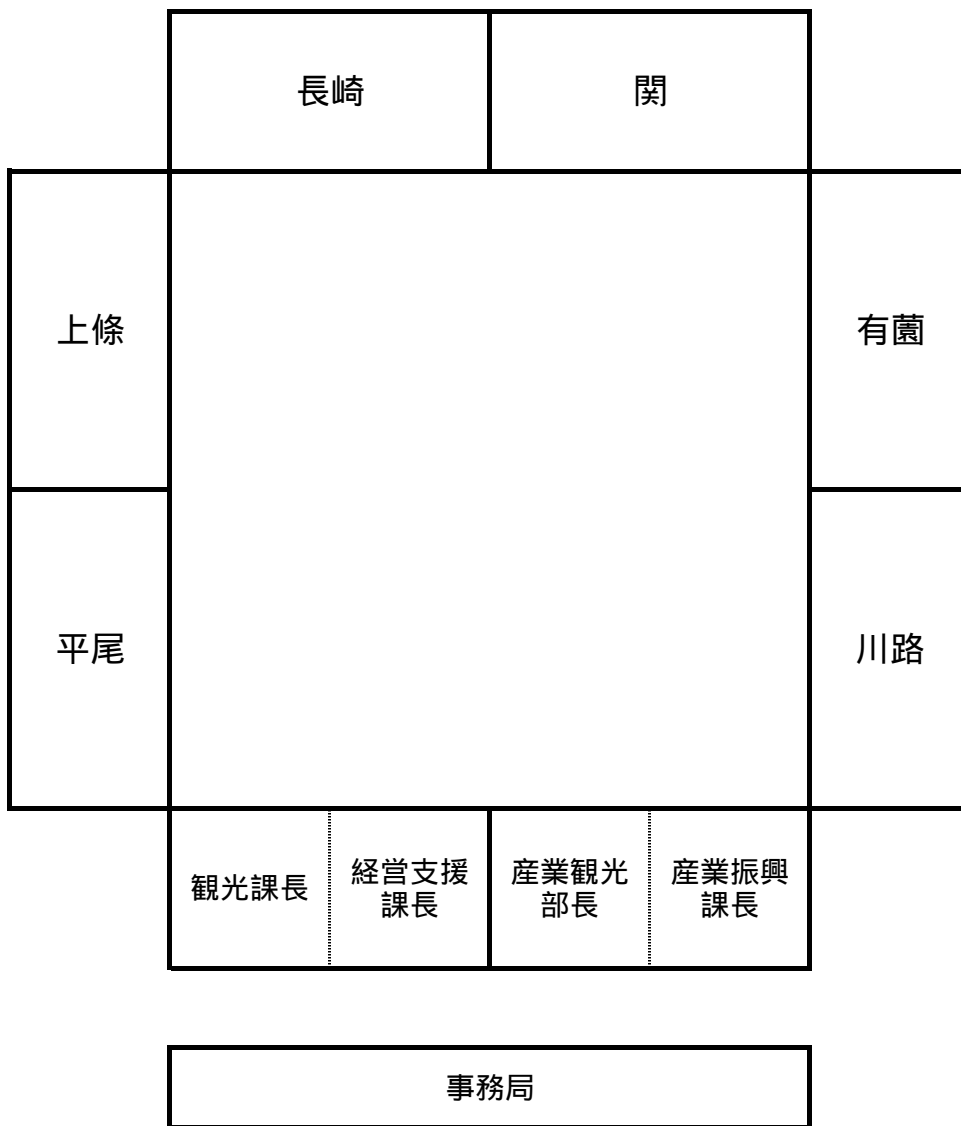 長崎
関
上條
有薗
平尾
川路
観光課長
経営支援
課長
産業観光
部長
産業振興
課長
事務局